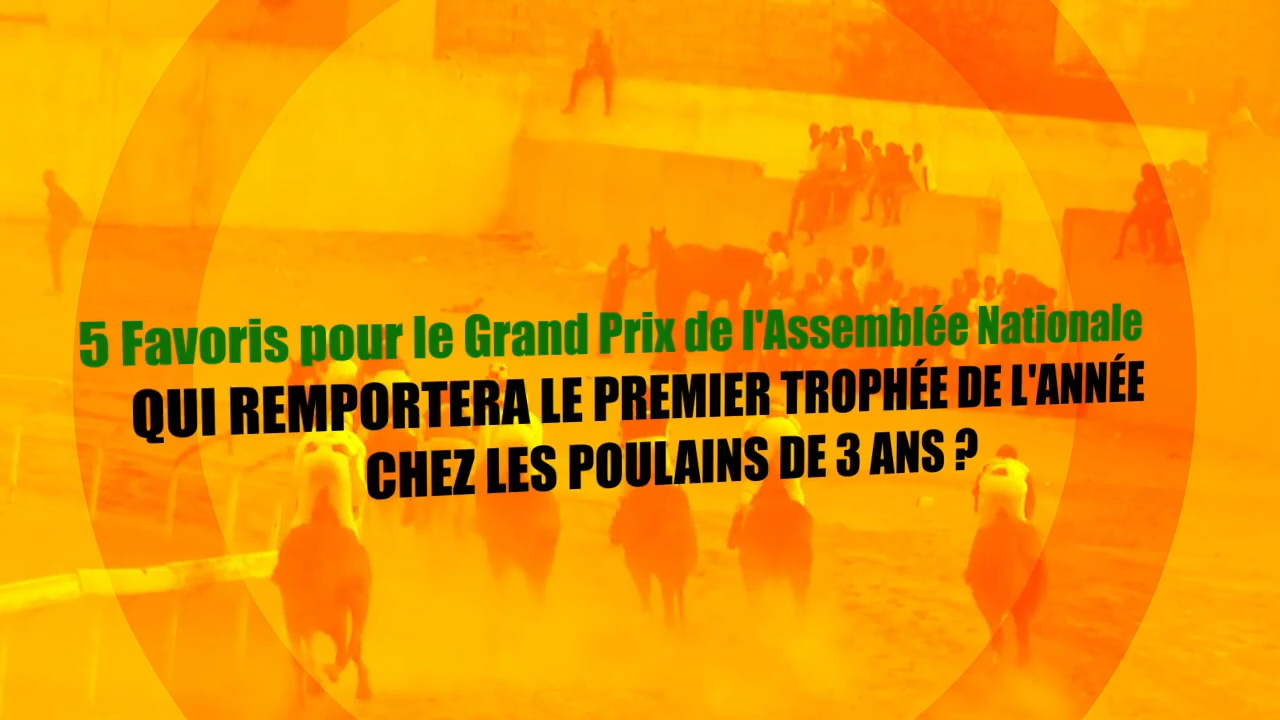 5 Favoris pour le Grand Prix de l'Assemblée Nationale
QUI REMPORTERA LE PREMIER TROPHÉE DE L'ANNÉE
CHEZ LES POULAINS DE 3 ANS ?